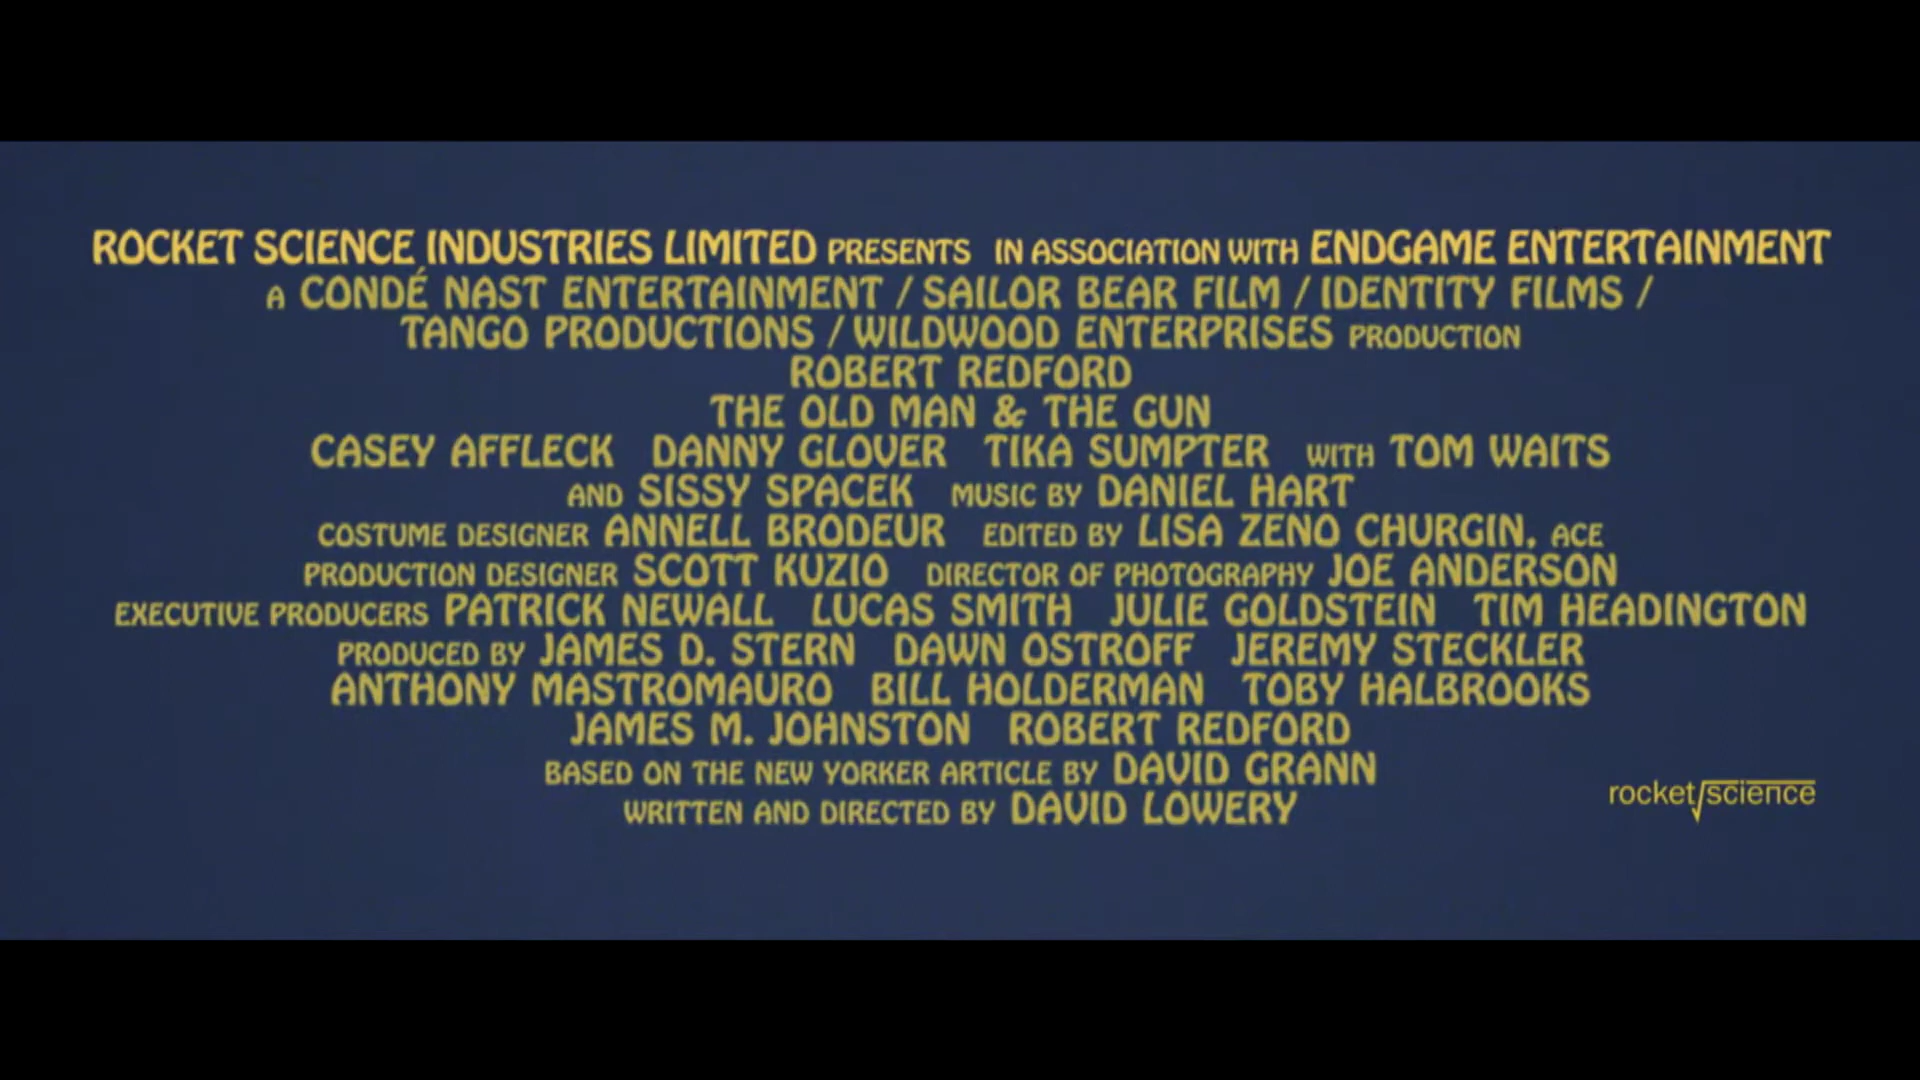 ROCKET SCIENCE INDUSTRIES LIMITED PRESENTS IN ASSOCIATION WITH ENDGAME ENTERTAINMENT
A CONDÉ NAST ENTERTAINMENT / SAILOR BEAR FILM / IDENTITY FILMS /
TANGO PRODUCTIONS / WILDWOOD ENTERPRISES PRODUCTION
ROBERT REDFORD
THE OLD MAN & THE GUN
CASEY AFFLECK DANNY GLOVER TIKA SUMPTER WITH TOM WAITS
AND SISSY SPACEK MUSIC BY DANIEL HART
COSTUME DESIGNER ANNELL BRODEUR EDITED BY LISA ZENO CHURGIN, ACE
PRODUCTION DESIGNER SCOTT KUZIO DIRECTOR OF PHOTOGRAPHY JOE ANDERSON
EXECUTIVE PRODUCERS PATRICK NEWALL LUCAS SMITH JULIE GOLDSTEIN TIM HEADINGTON
PRODUCED BY JAMES D. STERN DAWN OSTROFF JEREMY STECKLER
ANTHONY MASTROMAURO BILL HOLDERMAN TOBY HALBROOKS
JAMES M. JOHNSTON ROBERT REDFORD
BASED ON THE NEW YORKER ARTICLE BY DAVID GRANN
WRITTEN AND DIRECTED BY DAVID LOWERY
rocket science